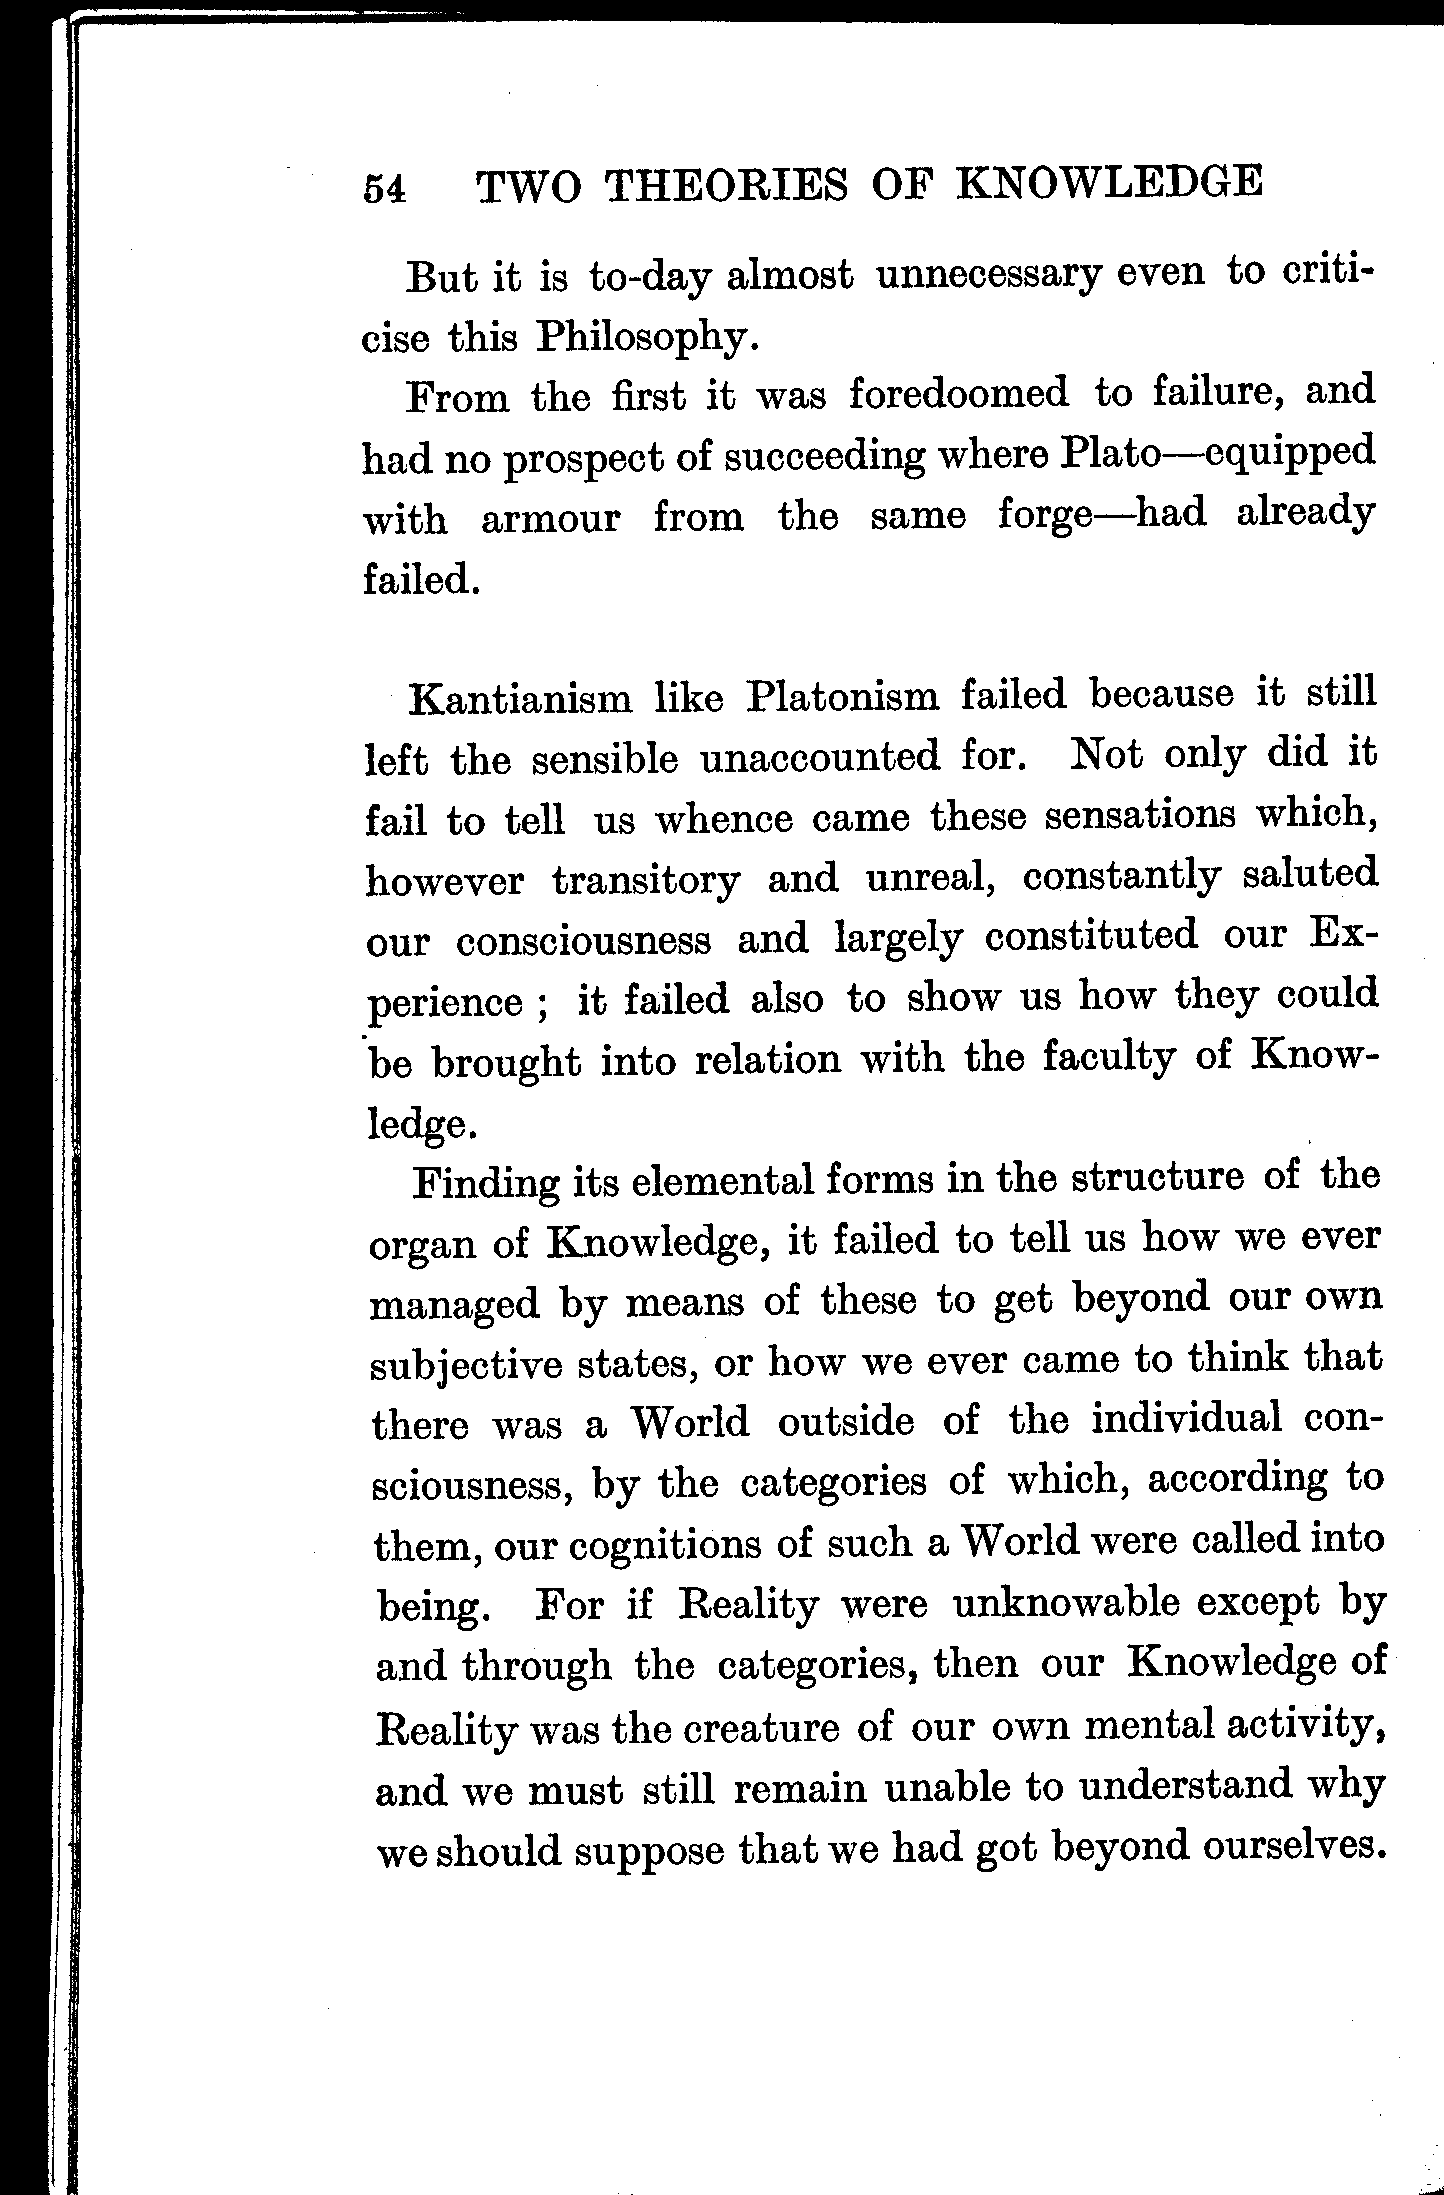 54 TWO THEORIES OF KNOWLEDGE
But it is to-day almost unnecessary even to criti-
cise this Philosophy.
From the first it was foredoomed to failure, and
had no prospect of succeeding where Plato—equipped
with armour from the same forge—had already
failed.
Kantianism like Platonism failed because it still
left the sensible unaccounted for. Not only did it
fail to tell us whence came these sensations which,
however transitory and unreal, constantly saluted
our consciousness and largely constituted our Ex-
perience ; it failed also to show us how they could
be brought into relation with the faculty of Know-
ledge.
Finding its elemental forms in the structure of the
organ of Knowledge, it failed to tell us how we ever
managed by means of these to get beyond our own
subjective states, or how we ever came to think that
there was a World outside of the individual con-
sciousness, by the categories of which, according to
them, our cognitions of such a World were called into
being. For if Reality were unknowable except by
and through the categories, then our Knowledge of
Reality was the creature of our own mental activity,
and we must still remain unable to understand why
we should suppose that we had got beyond ourselves.